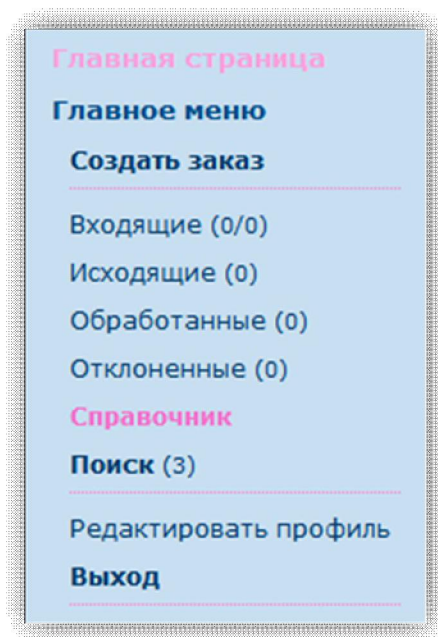 Главная страница
Главное меню
Создать заказ
Входящие (0/0)
Исходящие (0)
Обработанные (0)
Отклоненные (0)
Справочник
Поиск (3)
Редактировать профиль
Выход